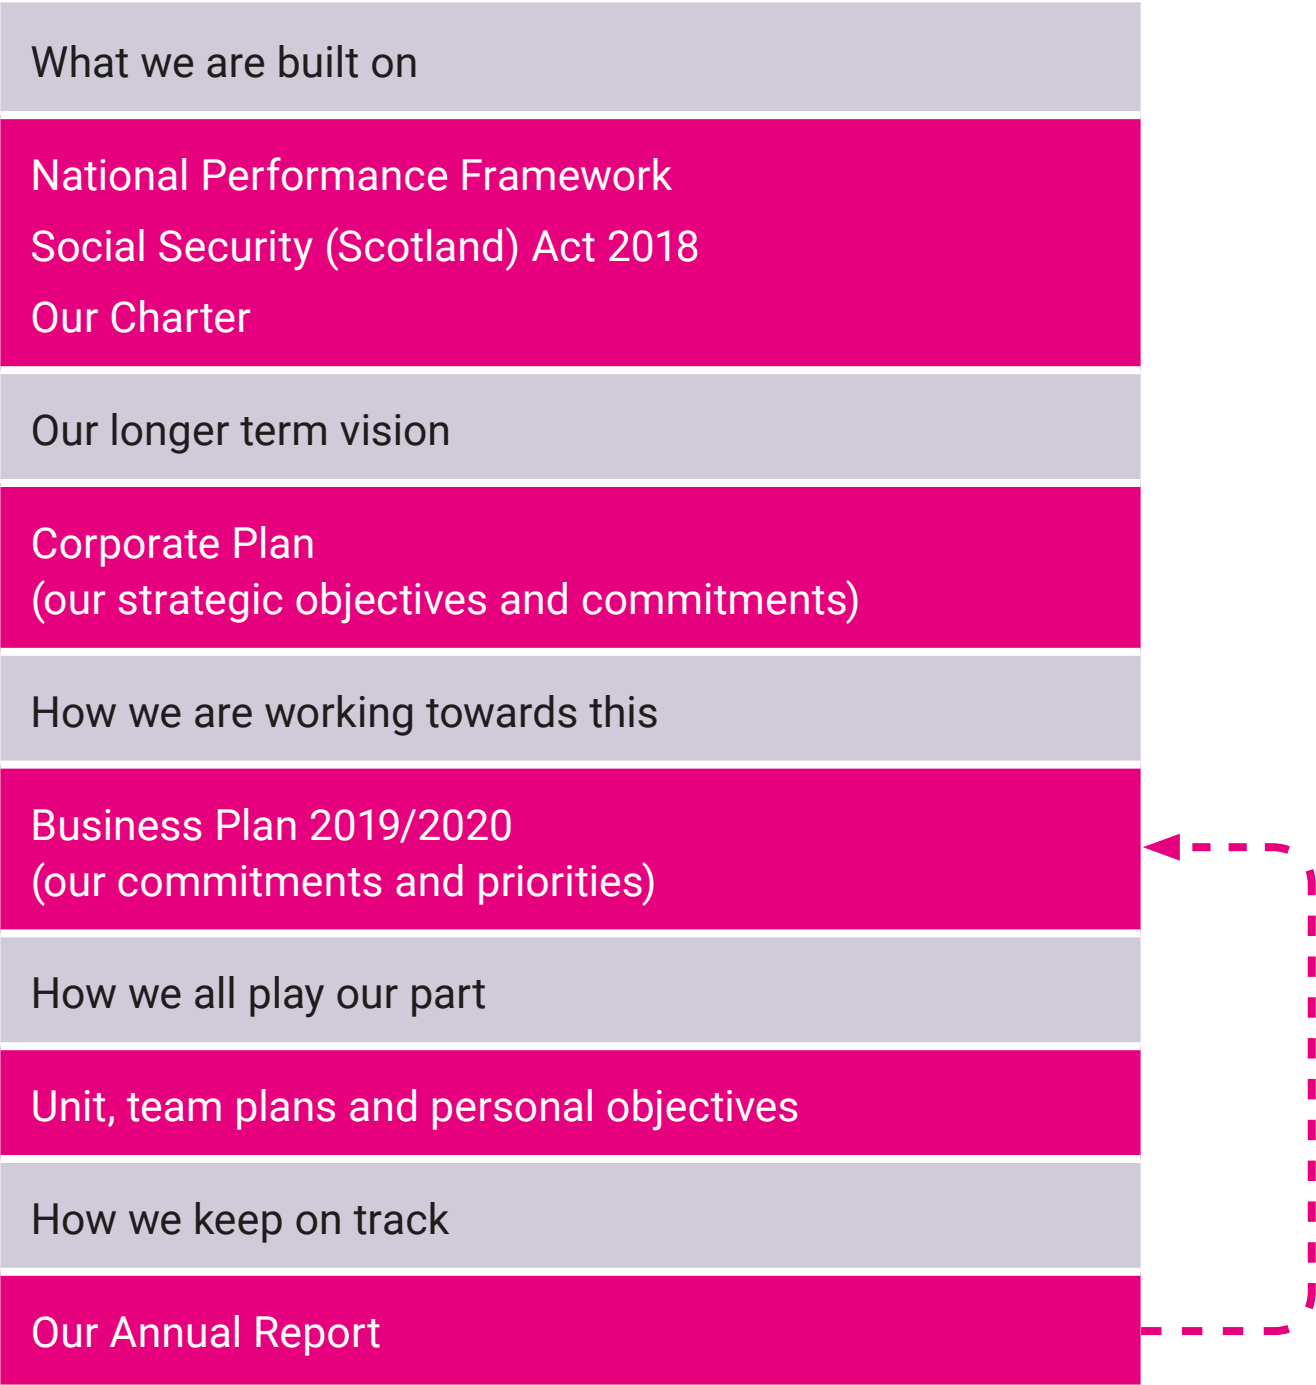 What we are built on
National Performance Framework
Social Security (Scotland) Act 2018
Our Charter
Our longer term vision
Corporate Plan
(our strategic objectives and commitments)
How we are working towards this
Business Plan 2019/2020
(our commitments and priorities)
How we all play our part
Unit, team plans and personal objectives
How we keep on track
Our Annual Report